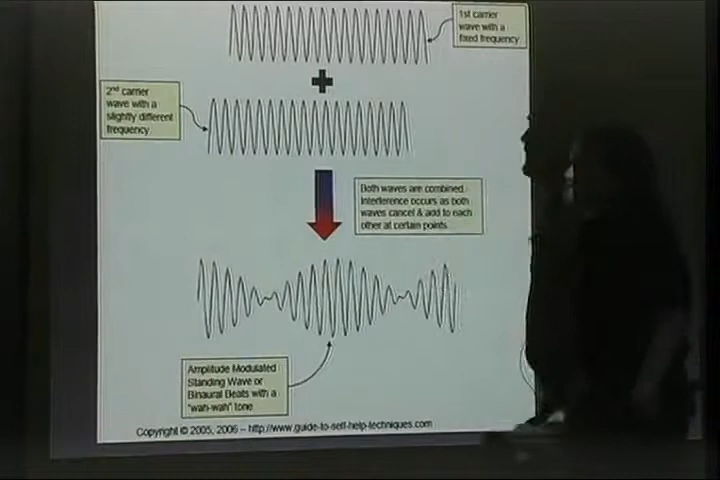 1st carrier
wave with a
fixed frequency
2nd carrier
wave with a
slightly different
frequency
Both waves are combined.
Interference occurs as both
waves cancel & add to each
other at certain points.
Amplitude Modulated
Standing Wave or
Binaural Beats with a
"wah-wah" tone
Copyright © 2005, 2006 – http://www.guide-to-self-help-techniques.com